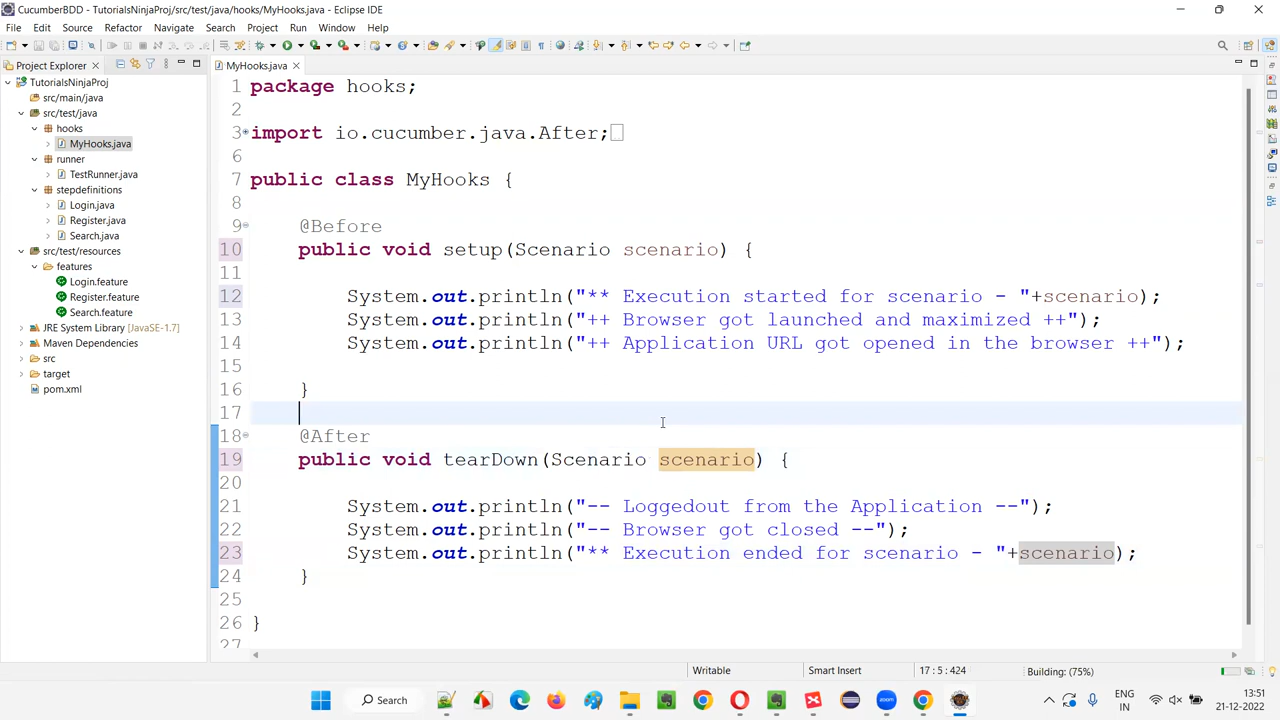 CucumberBDD - TutorialsNinjaProj/src/test/java/hooks/MyHooks.java - Eclipse IDE
File Edit Source Refactor Navigate Search Project Run Window Help
Project Explorer
MyHooks.java
TutorialsNinjaProj
src/main/java
src/test/java
hooks
MyHooks.java
runner
TestRunner.java
stepdefinitions
Login.java
Register.java
Search.java
src/test/resources
features
Login.feature
Register.feature
Search.feature
JRE System Library [JavaSE-1.7]
Maven Dependencies
src
target
pom.xml
1 package hooks;
2
3 import io.cucumber.java.After;
6
7 public class MyHooks {
8
9 @Before
10 public void setup(Scenario scenario) {
11
12 System.out.println("** Execution started for scenario - "+scenario);
13 System.out.println("++ Browser got launched and maximized ++");
14 System.out.println("++ Application URL got opened in the browser ++");
15
16 }
17
18 @After
19 public void tearDown(Scenario scenario) {
20
21 System.out.println("-- Loggedout from the Application --");
22 System.out.println("-- Browser got closed --");
23 System.out.println("** Execution ended for scenario - "+scenario);
24 }
25
26 }
27
Writable Smart Insert 17 : 5 : 424 Building: (75%)
Search
zoom
ENG
IN
13:51
21-12-2022